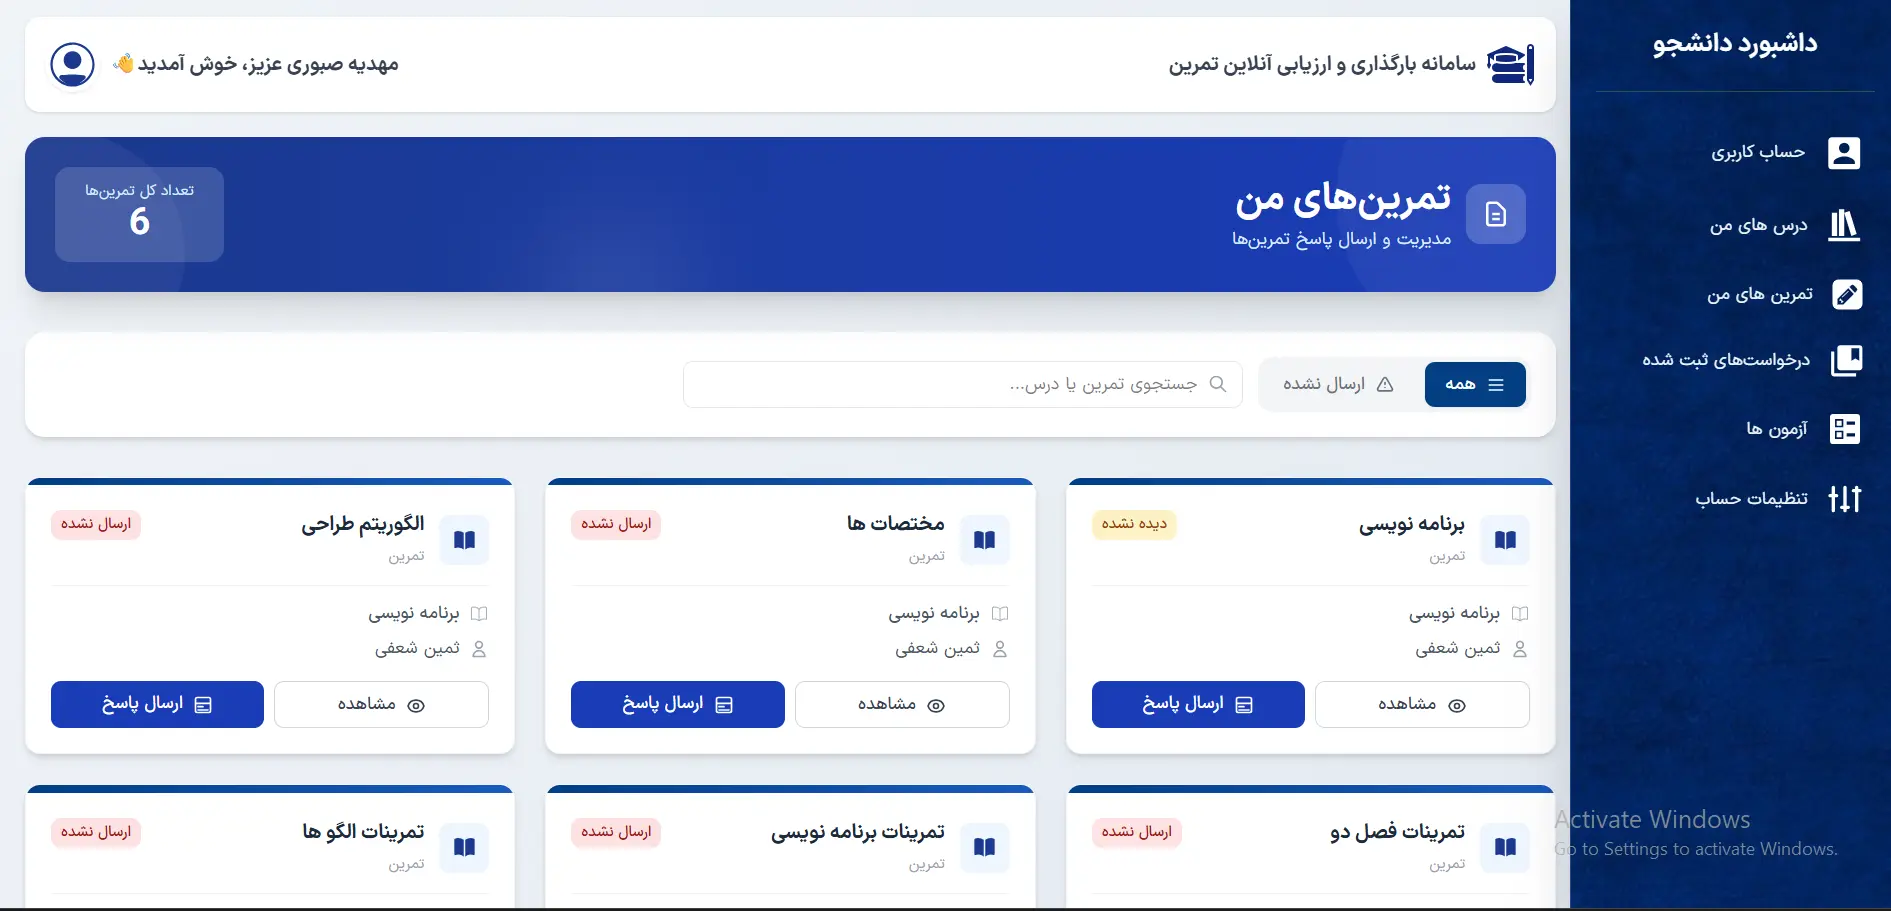 داشبورد دانشجو
حساب کاربری
درس های من
تمرین های من
درخواست‌های ثبت شده
آزمون ها
تنظیمات حساب
سامانه بارگذاری و ارزیابی آنلاین تمرین
مهدیه صبوری عزیز، خوش آمدید 👋
تمرین‌های من
مدیریت و ارسال پاسخ تمرین‌ها
تعداد کل تمرین‌ها
6
همه
ارسال نشده
جستجوی تمرین یا درس...
برنامه نویسی
دیده نشده
تمرین
برنامه نویسی
ثمین شعفی
مشاهده
ارسال پاسخ
مختصات ها
ارسال نشده
تمرین
برنامه نویسی
ثمین شعفی
مشاهده
ارسال پاسخ
الگوریتم طراحی
ارسال نشده
تمرین
برنامه نویسی
ثمین شعفی
مشاهده
ارسال پاسخ
تمرینات فصل دو
ارسال نشده
تمرین
تمرینات برنامه نویسی
ارسال نشده
تمرین
تمرینات الگو ها
ارسال نشده
تمرین
Activate Windows
Go to Settings to activate Windows.